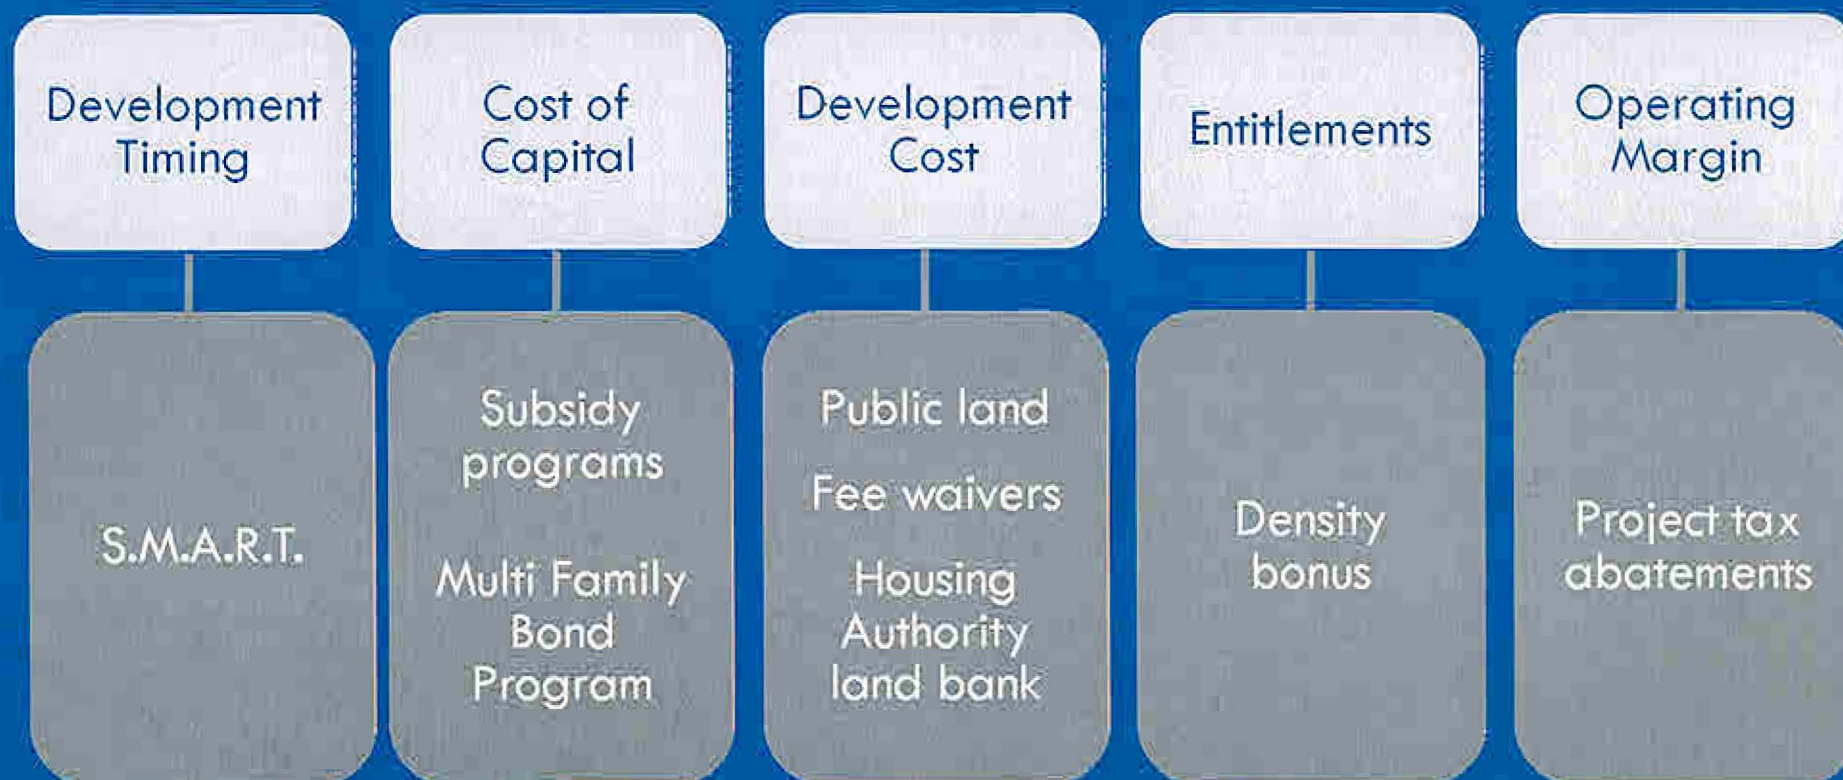 Development
Timing
Cost of
Capital
Development
Cost
Entitlements
Operating
Margin
S.M.A.R.T.
Subsidy
programs
Multi Family
Bond
Program
Public land
Fee waivers
Housing
Authority
land bank
Density
bonus
Project tax
abatements